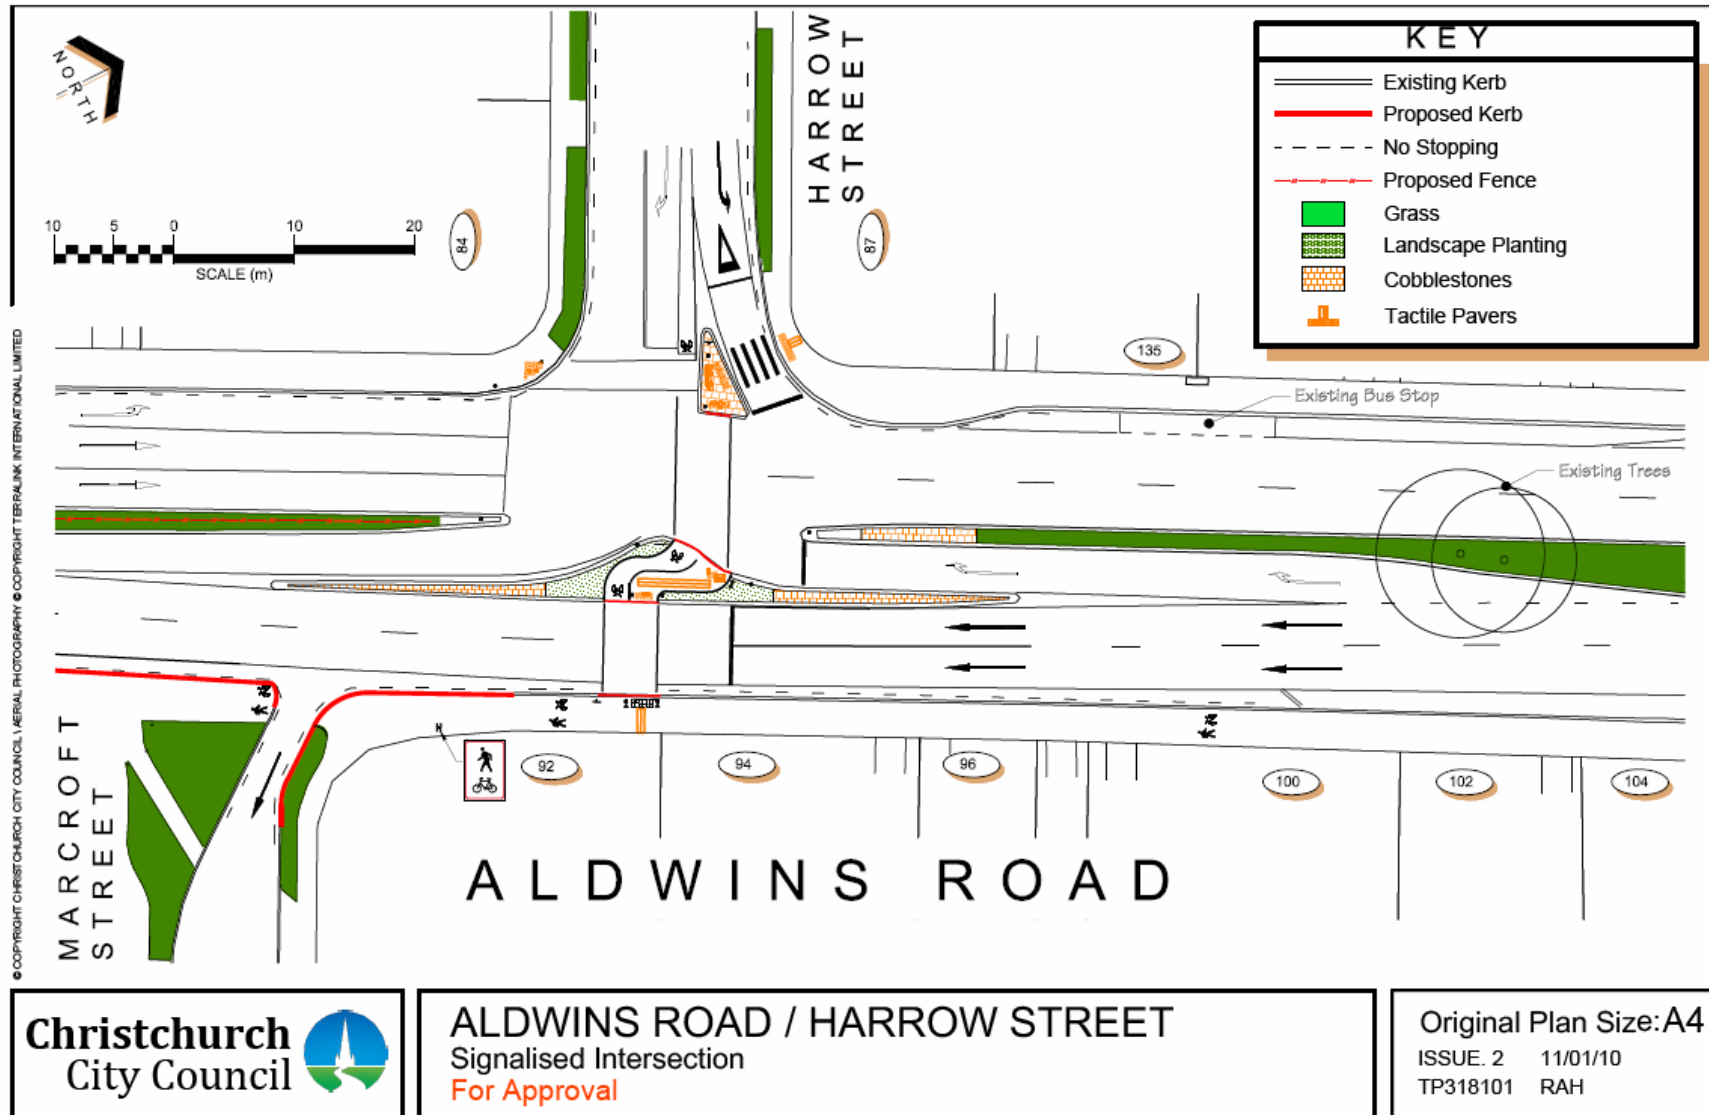 NORTH
10 5 0 10 20
SCALE (m)
HARROW
STREET
KEY
Existing Kerb
Proposed Kerb
No Stopping
Proposed Fence
Grass
Landscape Planting
Cobblestones
Tactile Pavers
84
87
135
Existing Bus Stop
Existing Trees
© COPYRIGHT CHRISTCHURCH CITY COUNCIL \ AERIAL PHOTOGRAPHY © COPYRIGHT TERRALINK INTERNATIONAL LIMITED
MARCROFT
STREET
H
92
94
96
100
102
104
ALDWINS ROAD
Christchurch
City Council
ALDWINS ROAD / HARROW STREET
Signalised Intersection
For Approval
Original Plan Size: A4
ISSUE. 2 11/01/10
TP318101 RAH